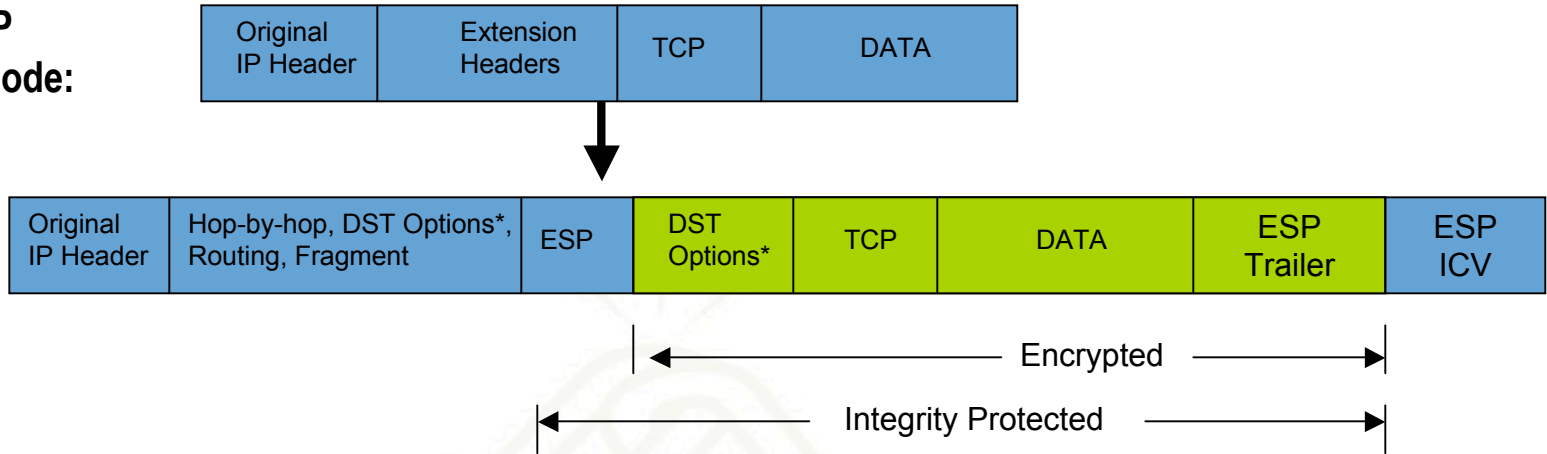 ode:
Original
IP Header
Extension
Headers
TCP
DATA
Original
IP Header
Hop-by-hop, DST Options*,
Routing, Fragment
ESP
DST
Options*
TCP
DATA
ESP
Trailer
ESP
ICV
Encrypted
Integrity Protected